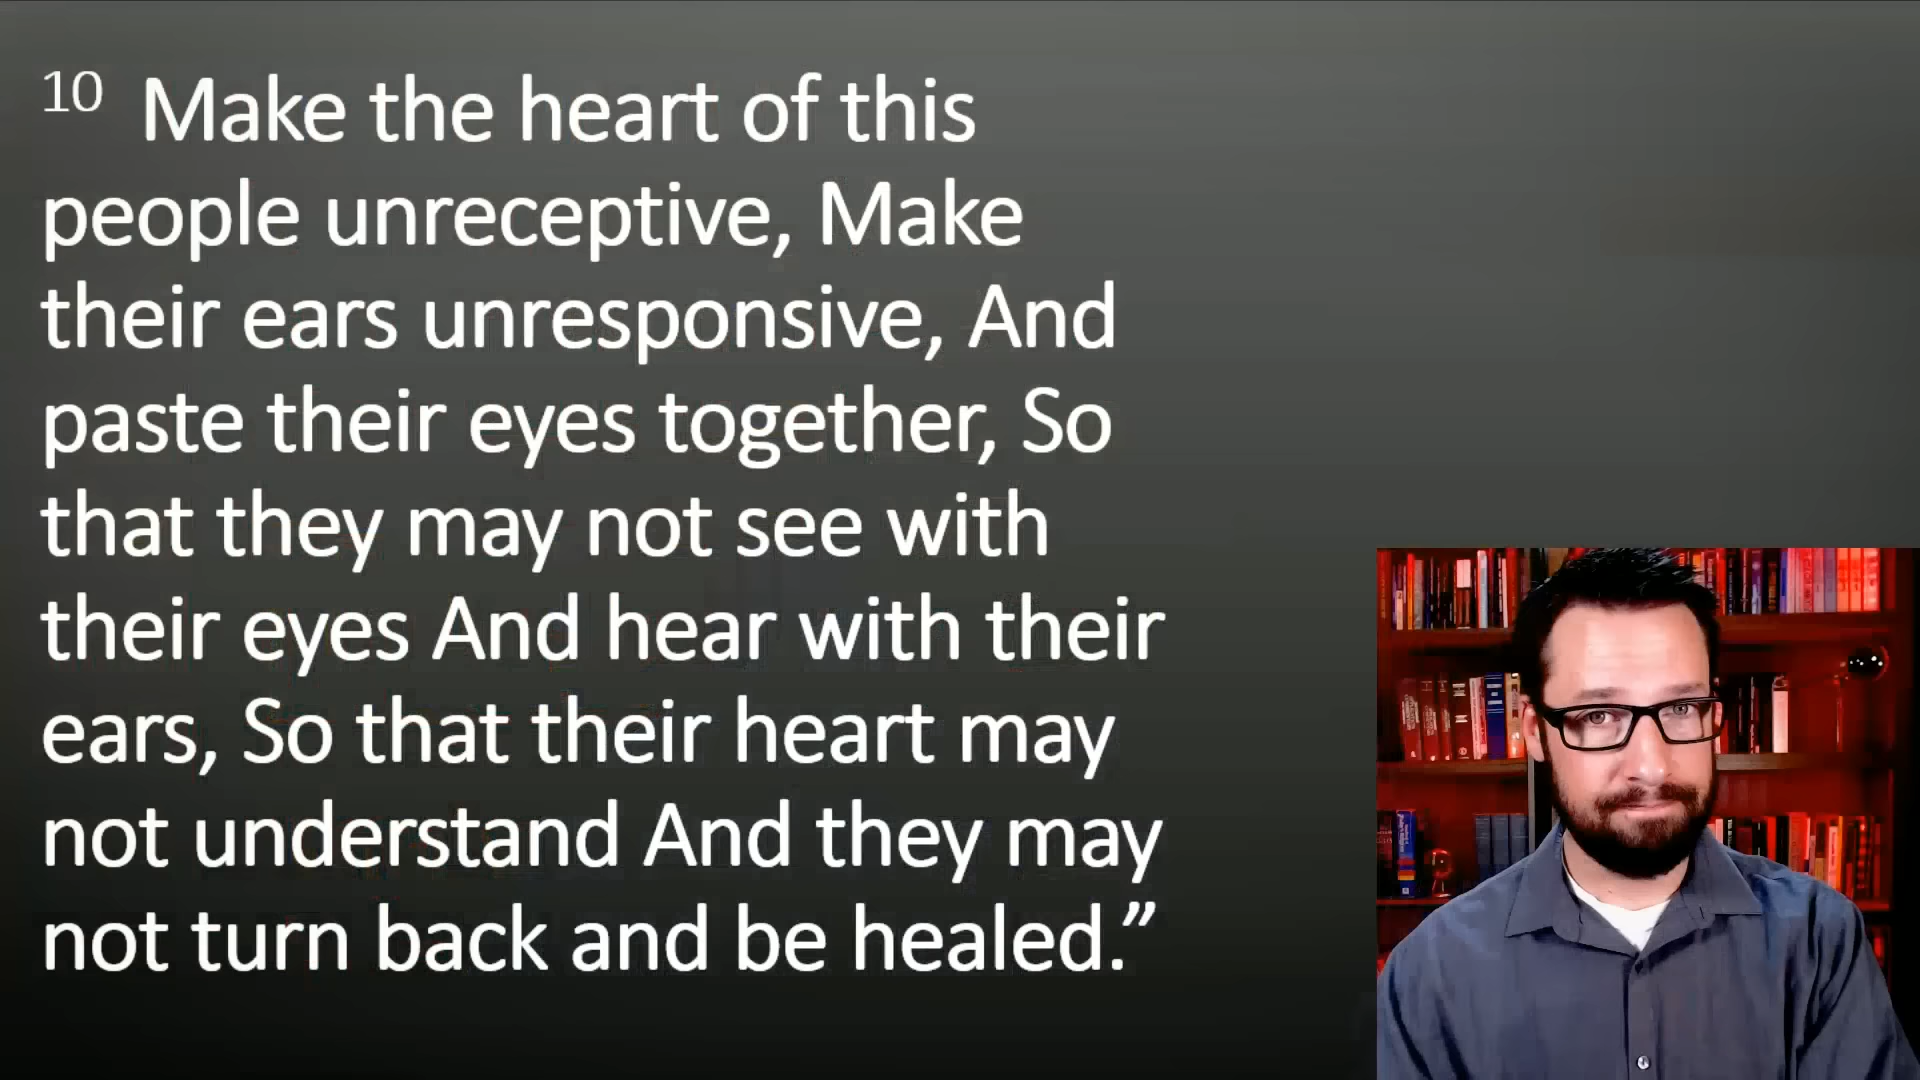 10 Make the heart of this
people unreceptive, Make
their ears unresponsive, And
paste their eyes together, So
that they may not see with
their eyes And hear with their
ears, So that their heart may
not understand And they may
not turn back and be healed.”